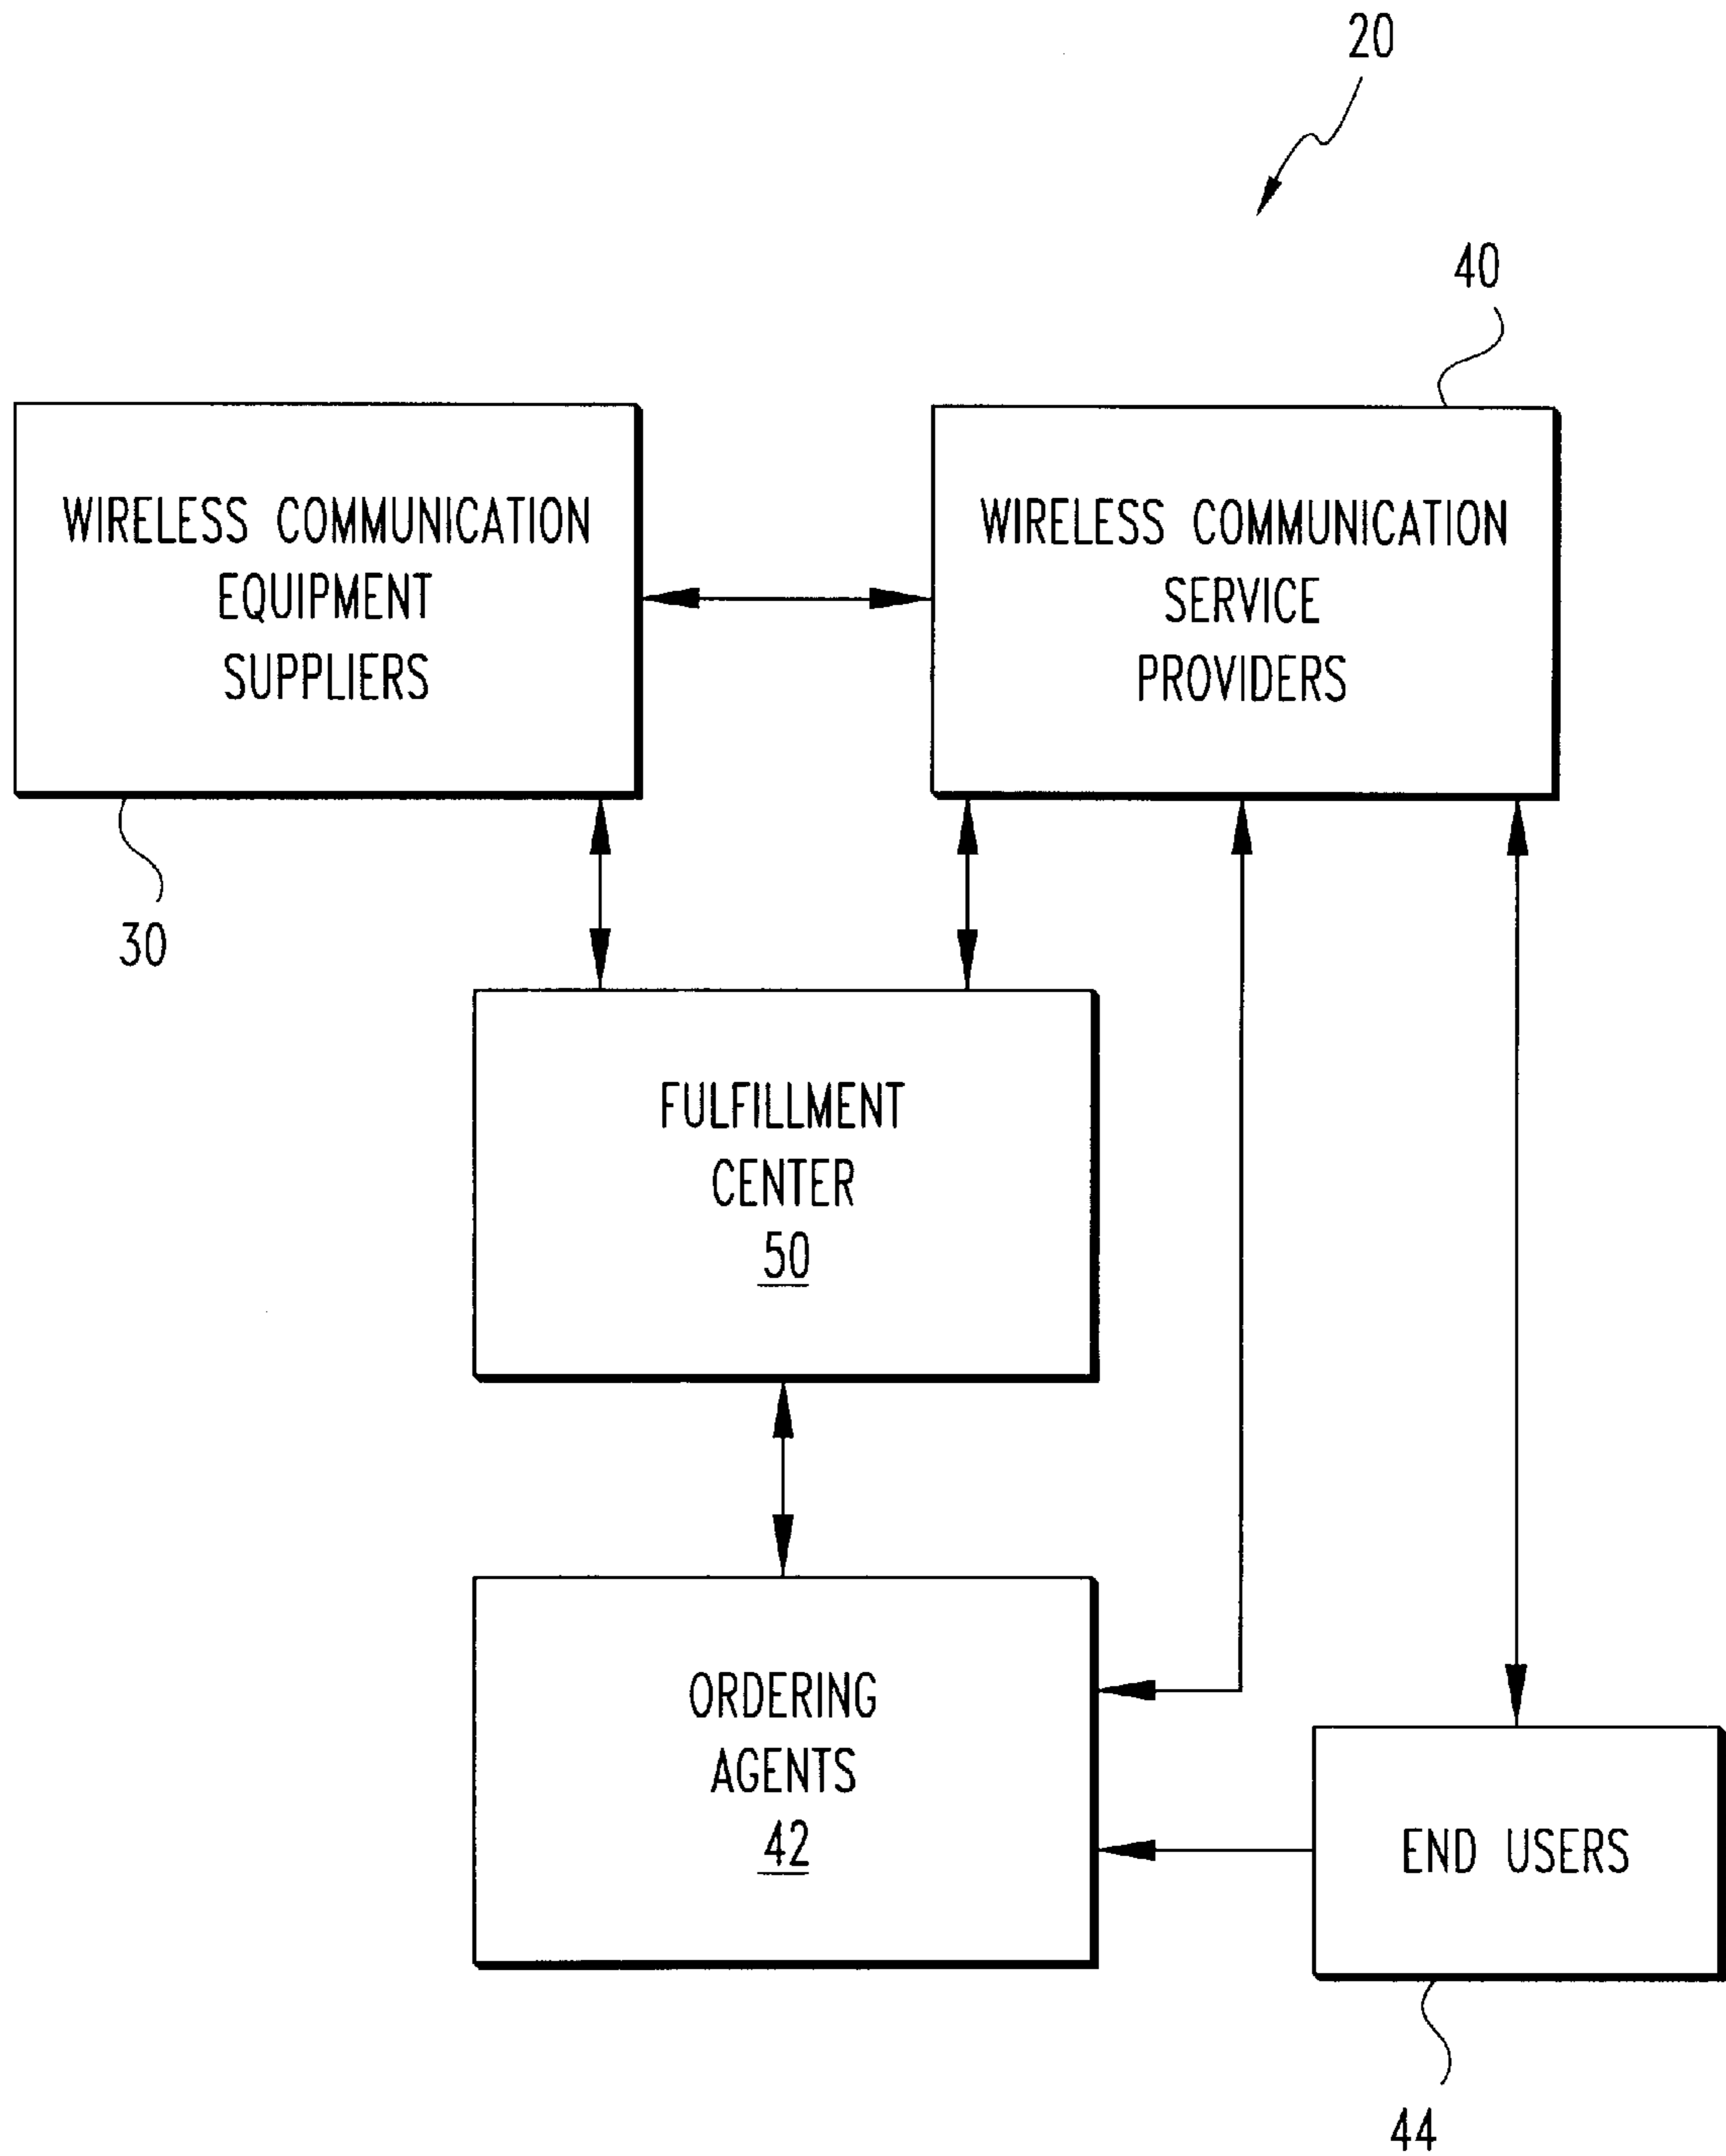 20
40
WIRELESS COMMUNICATION
EQUIPMENT
SUPPLIERS
WIRELESS COMMUNICATION
SERVICE
PROVIDERS
30
FULFILLMENT
CENTER
50
ORDERING
AGENTS
42
END USERS
44